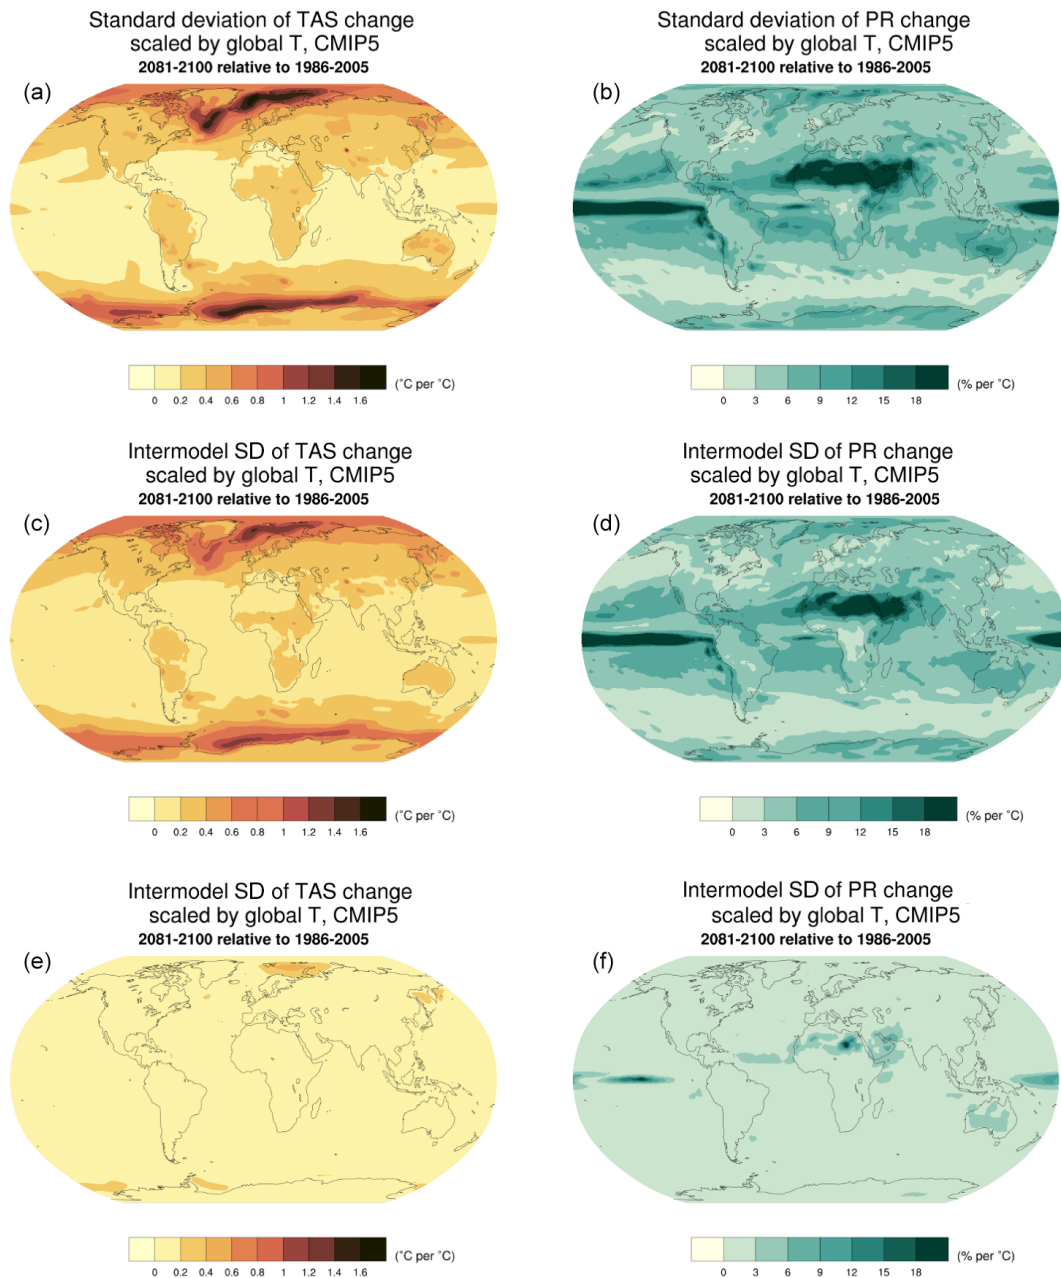 Standard deviation of TAS change
scaled by global T, CMIP5
2081-2100 relative to 1986-2005
(a)
0 0.2 0.4 0.6 0.8 1 1.2 1.4 1.6
(°C per °C)
Standard deviation of PR change
scaled by global T, CMIP5
2081-2100 relative to 1986-2005
(b)
0 3 6 9 12 15 18
(% per °C)
Intermodel SD of TAS change
scaled by global T, CMIP5
2081-2100 relative to 1986-2005
(c)
0 0.2 0.4 0.6 0.8 1 1.2 1.4 1.6
(°C per °C)
Intermodel SD of PR change
scaled by global T, CMIP5
2081-2100 relative to 1986-2005
(d)
0 3 6 9 12 15 18
(% per °C)
Intermodel SD of TAS change
scaled by global T, CMIP5
2081-2100 relative to 1986-2005
(e)
0 0.2 0.4 0.6 0.8 1 1.2 1.4 1.6
(°C per °C)
Intermodel SD of PR change
scaled by global T, CMIP5
2081-2100 relative to 1986-2005
(f)
0 3 6 9 12 15 18
(% per °C)